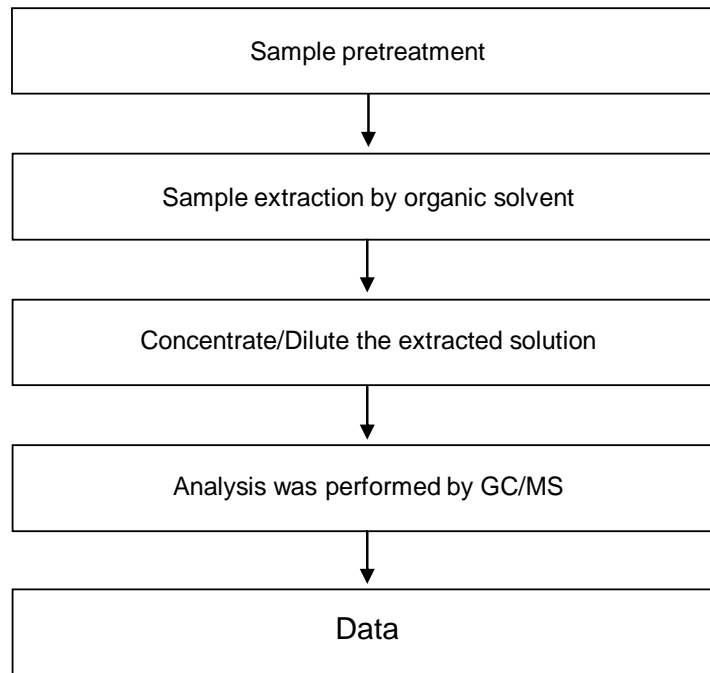 Sample pretreatment
Sample extraction by organic solvent
Concentrate/Dilute the extracted solution
Analysis was performed by GC/MS
Data